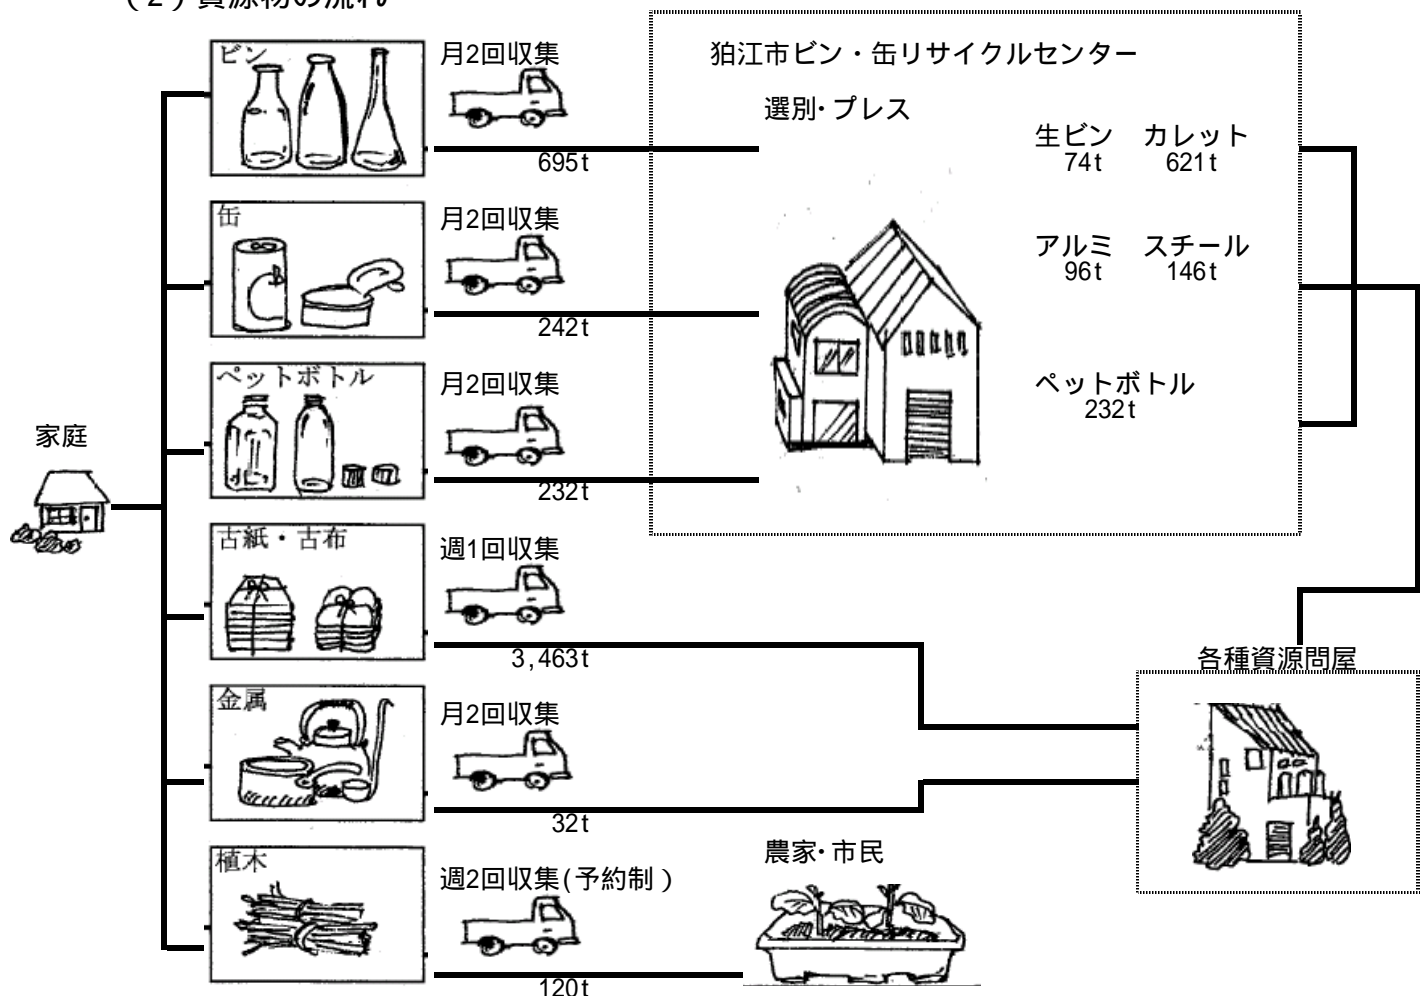 (2)資源物の流れ
ビン
月2回収集
695t
狛江市ビン・缶リサイクルセンター
選別・プレス
生ビン カレット
74t 621t
缶
月2回収集
242t
アルミ スチール
96t 146t
ペットボトル
月2回収集
232t
ペットボトル
232t
家庭
古紙・古布
週1回収集
3,463t
各種資源問屋
金属
月2回収集
32t
植木
週2回収集(予約制)
120t
農家・市民